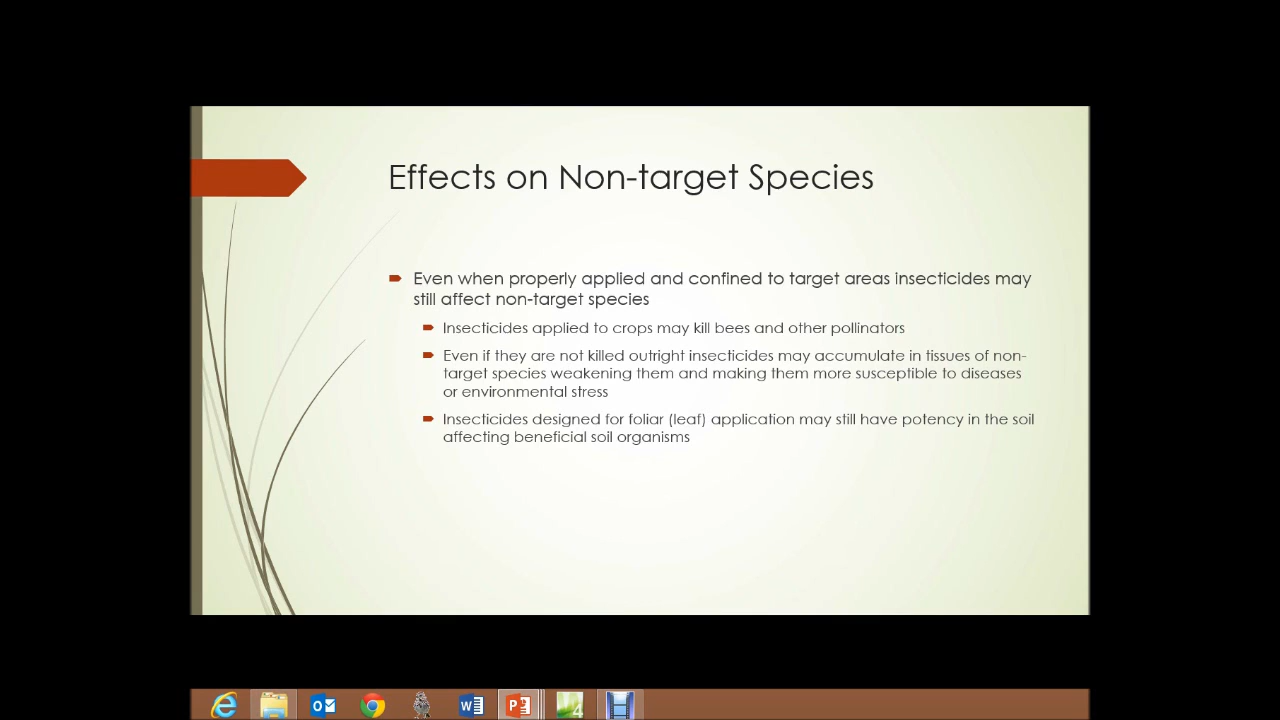 Effects on Non-target Species
Even when properly applied and confined to target areas insecticides may
still affect non-target species
Insecticides applied to crops may kill bees and other pollinators
Even if they are not killed outright insecticides may accumulate in tissues of non-
target species weakening them and making them more susceptible to diseases
or environmental stress
Insecticides designed for foliar (leaf) application may still have potency in the soil
affecting beneficial soil organisms